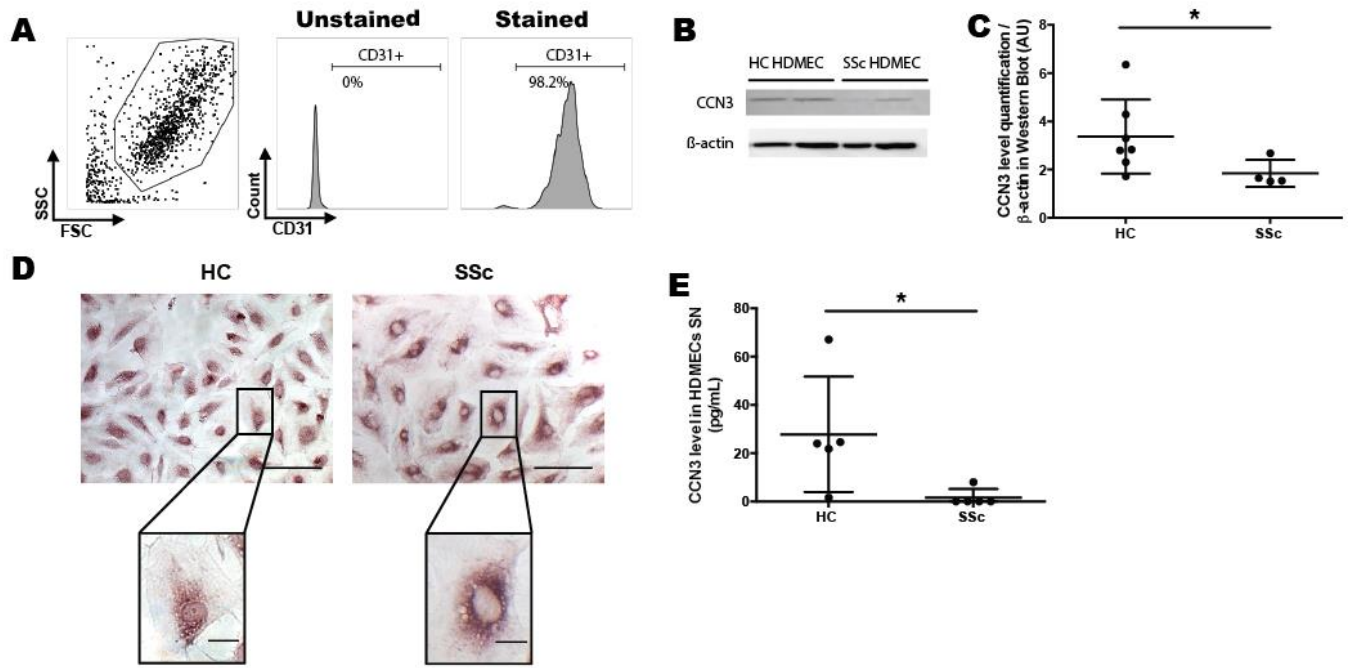 A
Unstained
Stained
CD31+
0%
CD31+
98.2%
SSC
FSC
Count
CD31
B
HC HDMEC
SSc HDMEC
CCN3
ß-actin
C
CCN3 level quantification /
β-actin in Western Blot (AU)
8
6
4
2
0
*
HC
SSc
D
HC
SSc
E
CCN3 level in HDMECs SN
(pg/mL)
80
60
40
20
0
*
HC
SSc